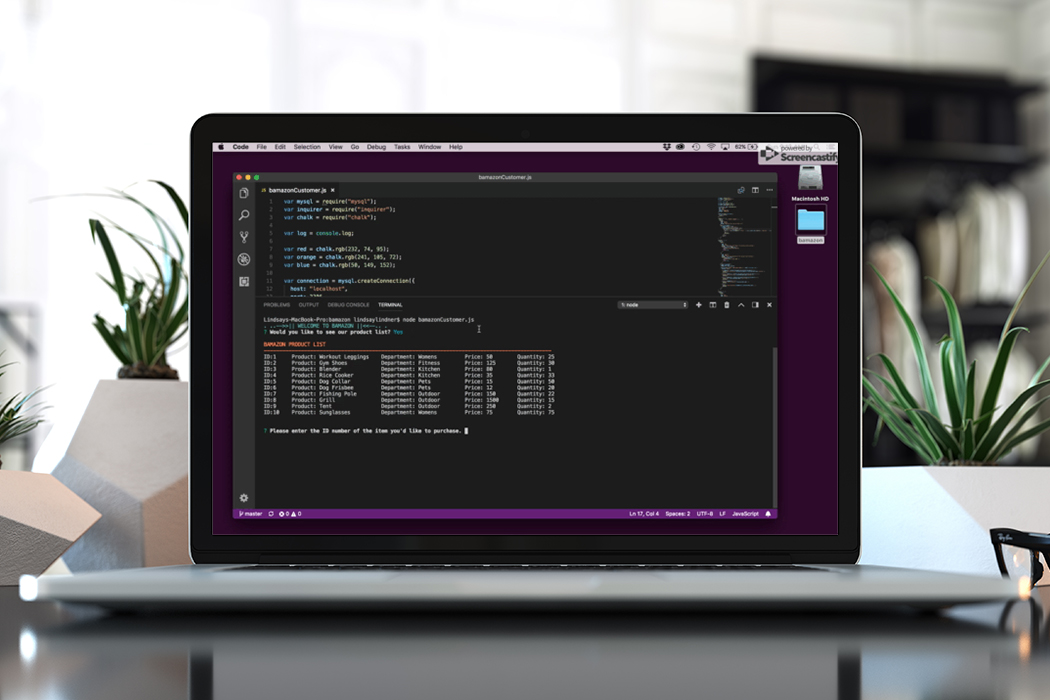 Code File Edit Selection View Go Debug Tasks Window Help 62%
powered by
Screencastify
Macintosh HD
bamazon
bamazonCustomer.js
JS bamazonCustomer.js ×
1 var mysql = require("mysql");
2 var inquirer = require("inquirer");
3 var chalk = require("chalk");
4
5 var log = console.log;
6
7 var red = chalk.rgb(232, 74, 95);
8 var orange = chalk.rgb(241, 105, 72);
9 var blue = chalk.rgb(50, 149, 152);
10
11 var connection = mysql.createConnection({
12 host: "localhost",
PROBLEMS OUTPUT DEBUG CONSOLE TERMINAL 1: node
Lindsays-MacBook-Pro:bamazon lindsaylindner$ node bamazonCustomer.js
. ..-->>|| WELCOME TO BAMAZON ||<<--.. .
? Would you like to see our product list? Yes
BAMAZON PRODUCT LIST
ID:1 Product: Workout Leggings Department: Womens Price: 50 Quantity: 25
ID:2 Product: Gym Shoes Department: Fitness Price: 125 Quantity: 30
ID:3 Product: Blender Department: Kitchen Price: 80 Quantity: 1
ID:4 Product: Rice Cooker Department: Kitchen Price: 35 Quantity: 33
ID:5 Product: Dog Collar Department: Pets Price: 15 Quantity: 50
ID:6 Product: Dog Frisbee Department: Pets Price: 12 Quantity: 20
ID:7 Product: Fishing Pole Department: Outdoor Price: 150 Quantity: 22
ID:8 Product: Grill Department: Outdoor Price: 1500 Quantity: 15
ID:9 Product: Tent Department: Outdoor Price: 250 Quantity: 2
ID:10 Product: Sunglasses Department: Womens Price: 75 Quantity: 75
? Please enter the ID number of the item you'd like to purchase.
master 0 0 Ln 17, Col 4 Spaces: 2 UTF-8 LF JavaScript
Ray-Ban